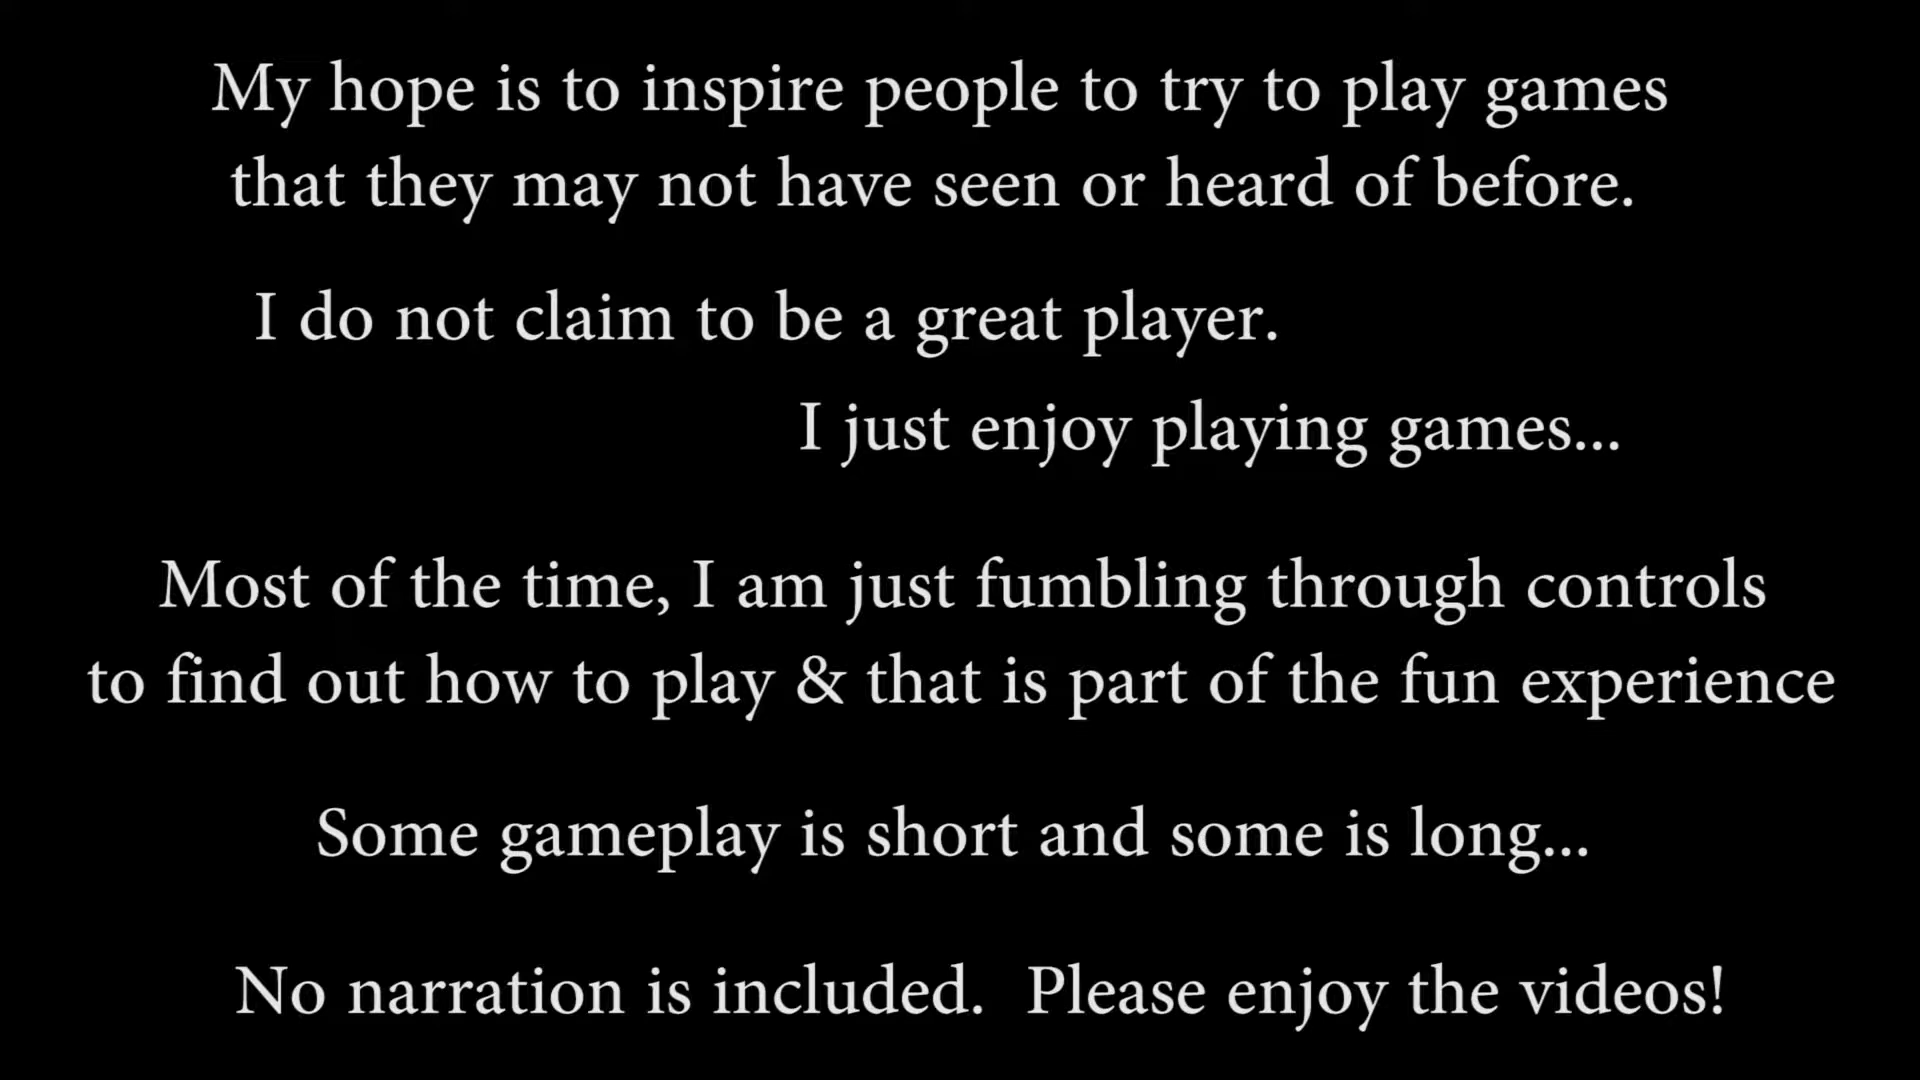 My hope is to inspire people to try to play games
that they may not have seen or heard of before.
I do not claim to be a great player.
I just enjoy playing games...
Most of the time, I am just fumbling through controls
to find out how to play & that is part of the fun experience
Some gameplay is short and some is long...
No narration is included.  Please enjoy the videos!